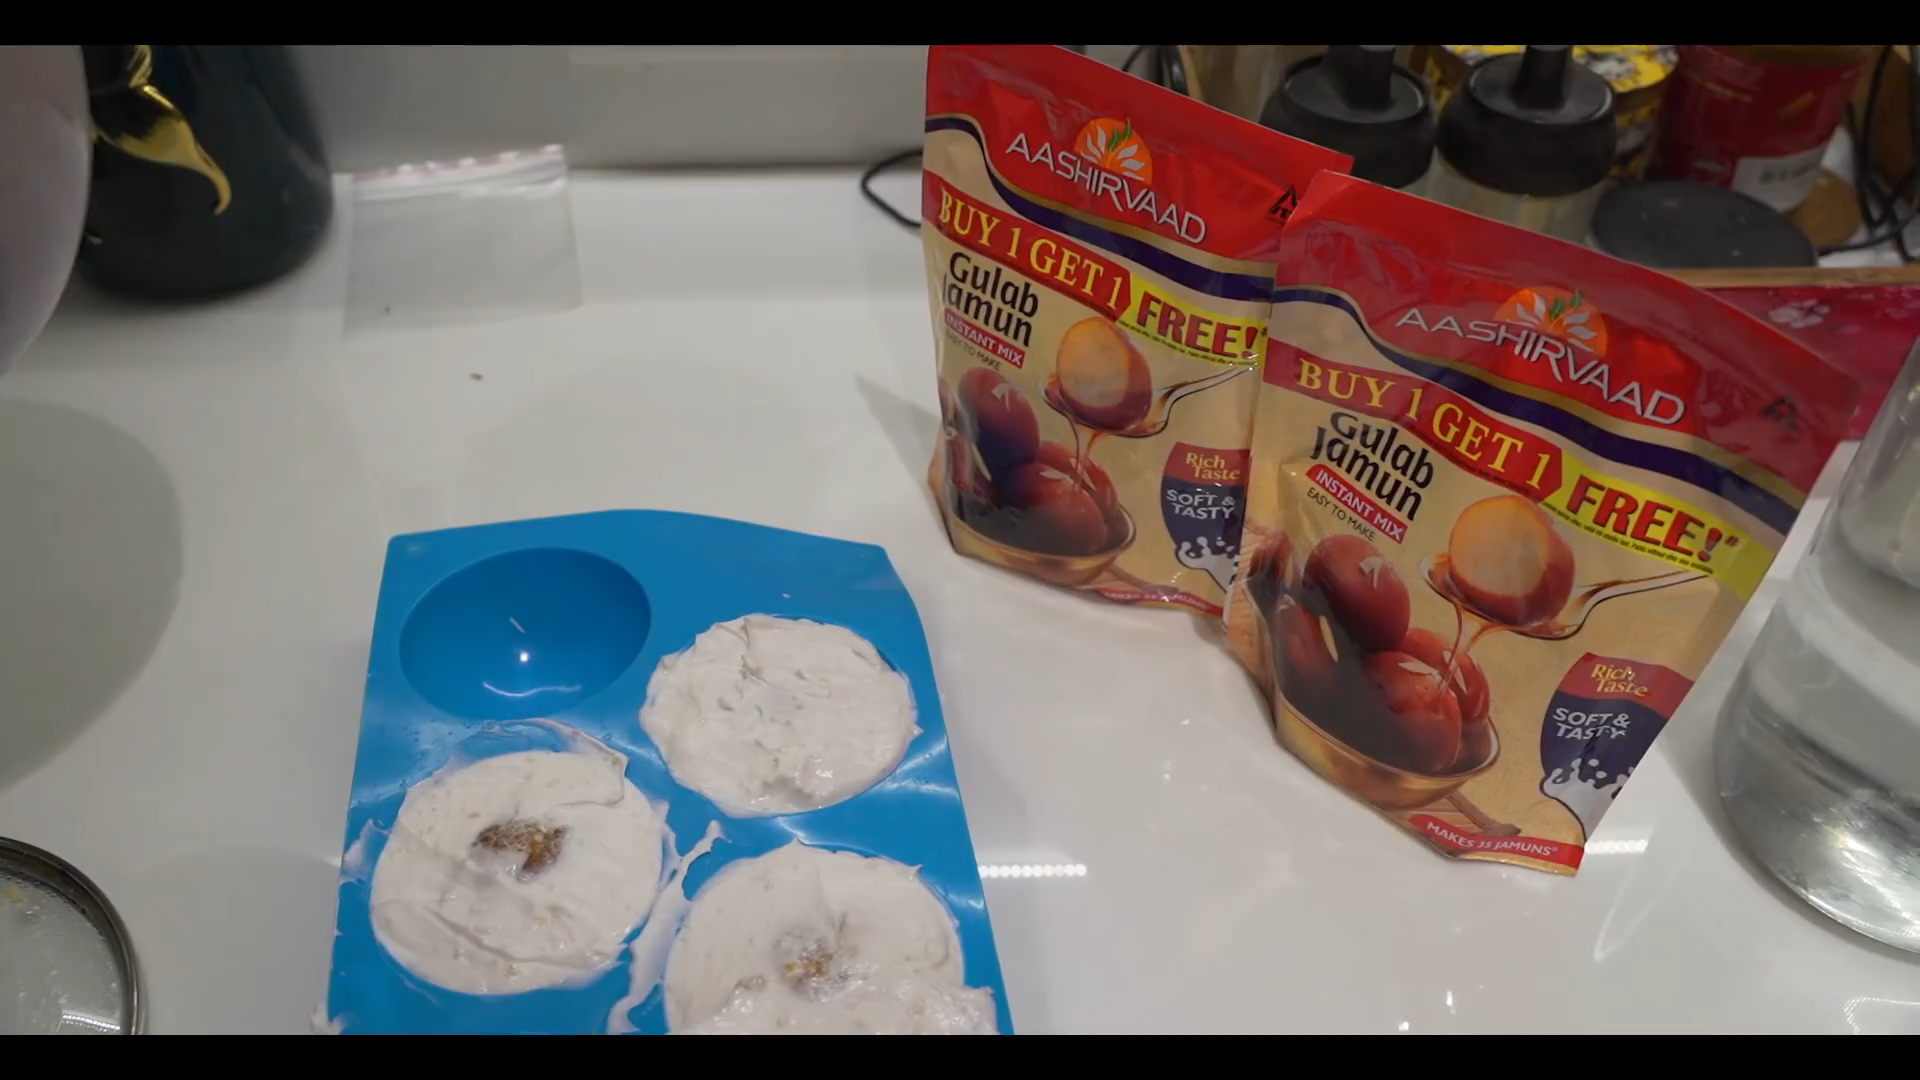 AASHIRVAAD
BUY 1 GET 1 FREE!*
Gulab
Jamun
INSTANT MIX
EASY TO MAKE
Rich
Taste
SOFT &
TASTY
AASHIRVAAD
BUY 1 GET 1 FREE!*
Gulab
Jamun
INSTANT MIX
EASY TO MAKE
Rich
Taste
SOFT &
TASTY
MAKES 35 JAMUNS*